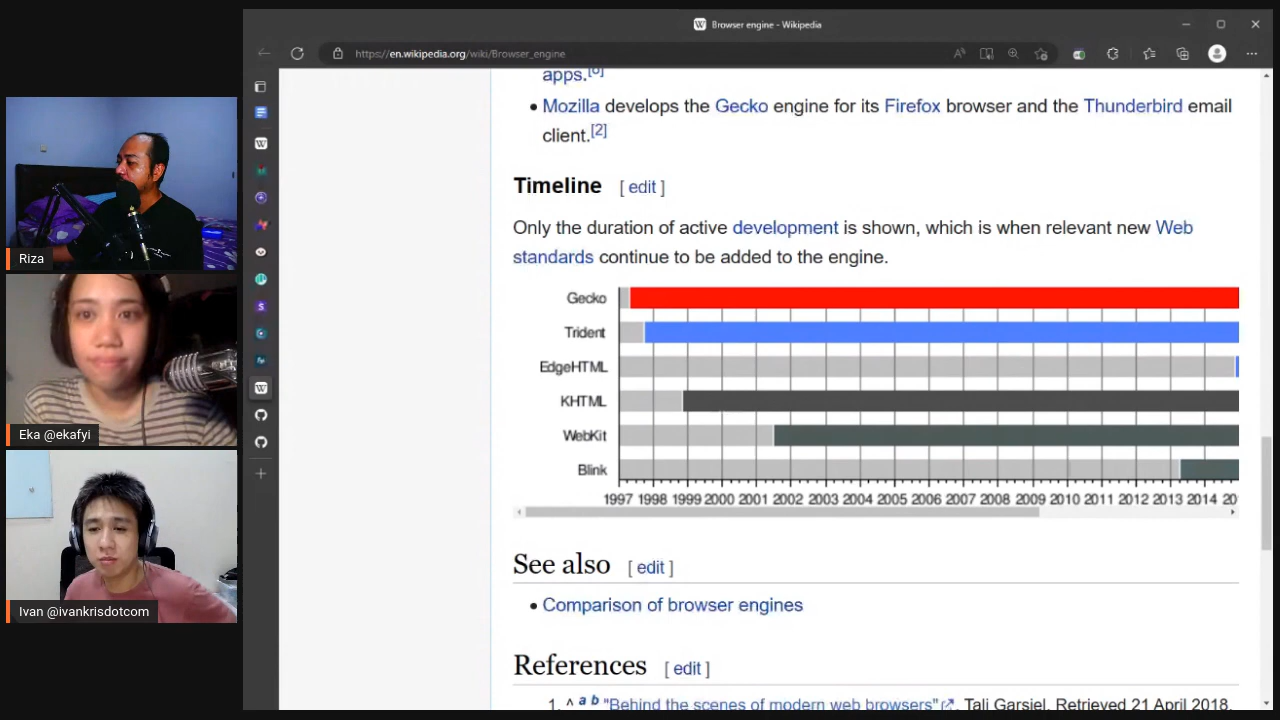 Browser engine - Wikipedia
https://en.wikipedia.org/wiki/Browser_engine
Riza
Eka @ekafyi
Ivan @ivankrisdotcom
apps.[6]
• Mozilla develops the Gecko engine for its Firefox browser and the Thunderbird email
client.[2]
Timeline [ edit ]
Only the duration of active development is shown, which is when relevant new Web
standards continue to be added to the engine.
Gecko
Trident
EdgeHTML
KHTML
WebKit
Blink
1997 1998 1999 2000 2001 2002 2003 2004 2005 2006 2007 2008 2009 2010 2011 2012 2013 2014 20
See also [ edit ]
• Comparison of browser engines
References [ edit ]
1. ^ a b "Behind the scenes of modern web browsers". Tali Garsiel. Retrieved 21 April 2018.